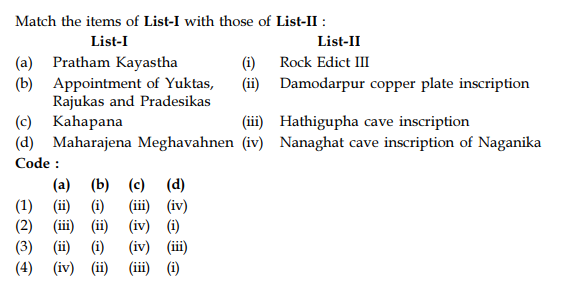 Match the items of List-I with those of List-II :
List-I List-II
(a) Pratham Kayastha (i) Rock Edict III
(b) Appointment of Yuktas, (ii) Damodarpur copper plate inscription
Rajukas and Pradesikas
(c) Kahapana (iii) Hathigupha cave inscription
(d) Maharajena Meghavahnen (iv) Nanaghat cave inscription of Naganika
Code :
(a) (b) (c) (d)
(1) (ii) (i) (iii) (iv)
(2) (iii) (ii) (iv) (i)
(3) (ii) (i) (iv) (iii)
(4) (iv) (ii) (iii) (i)